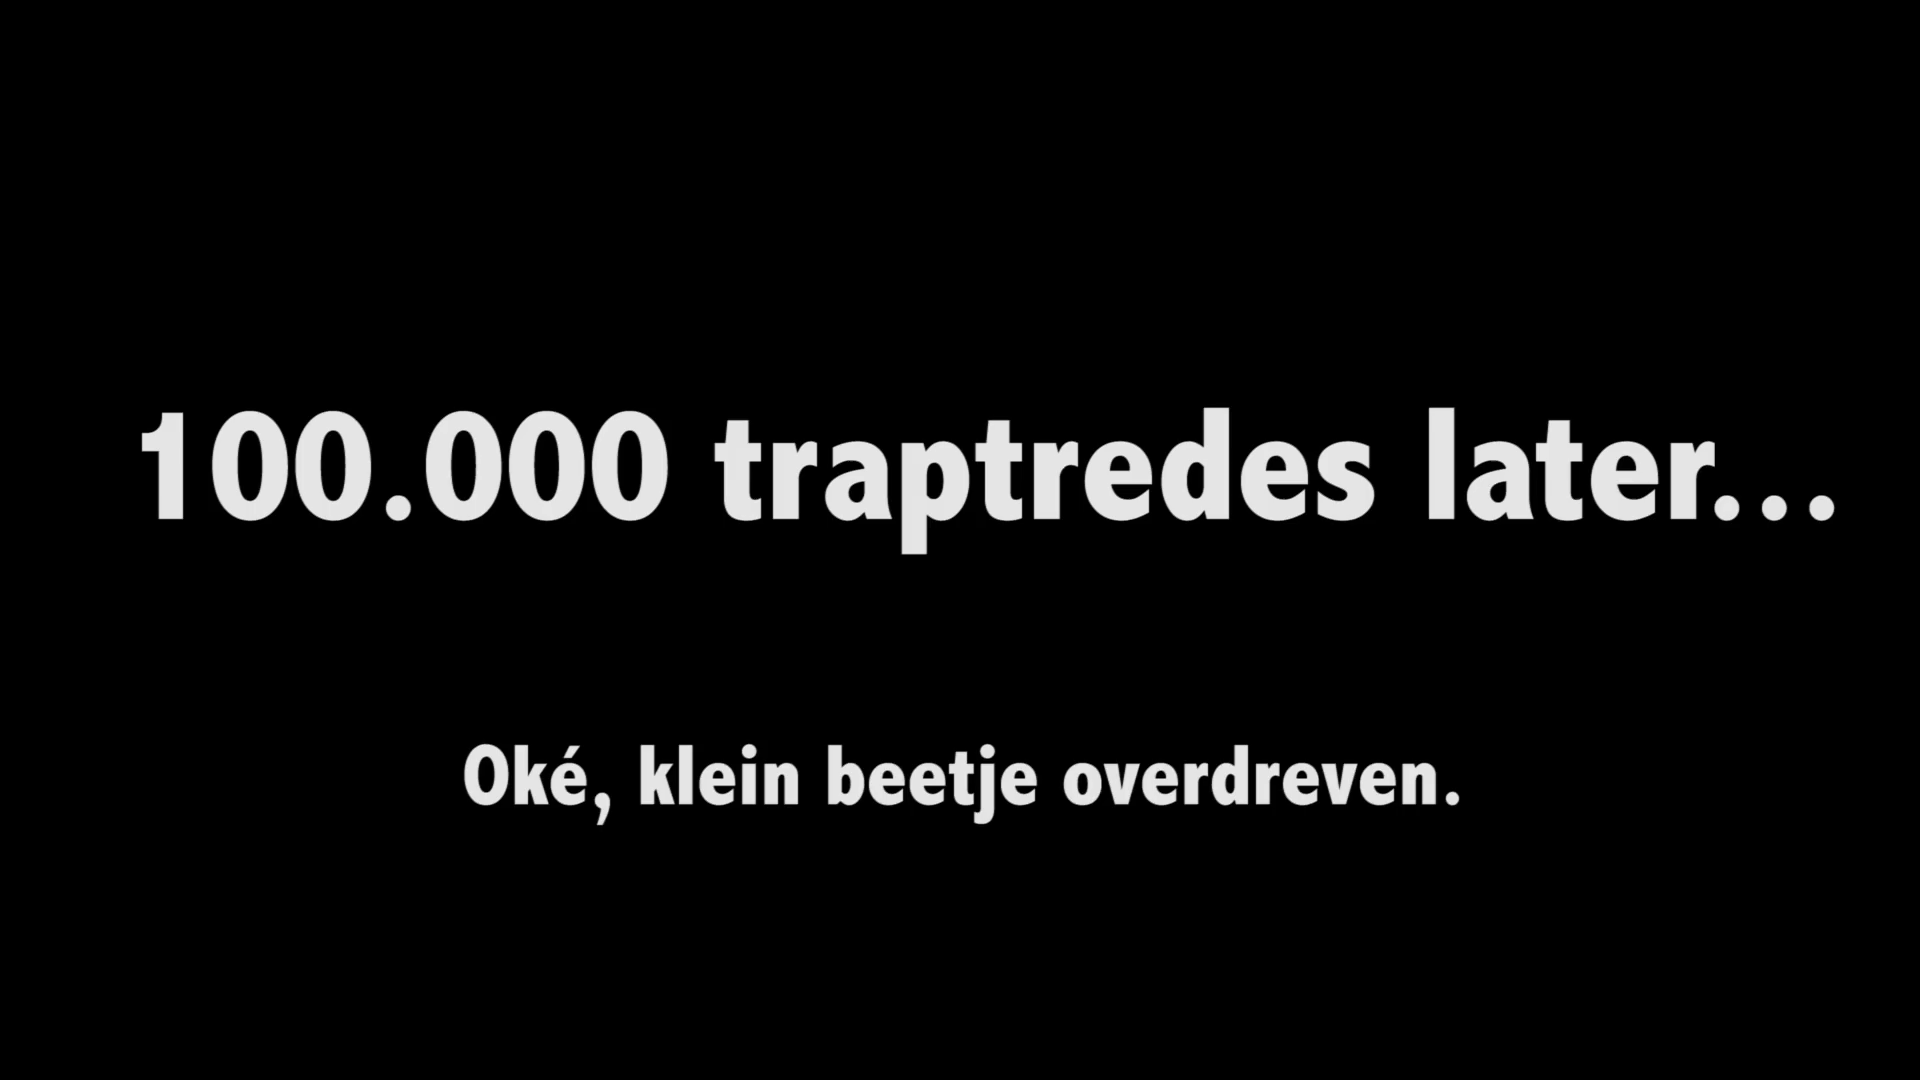 100.000 traptredes later...
Oké, klein beetje overdreven.